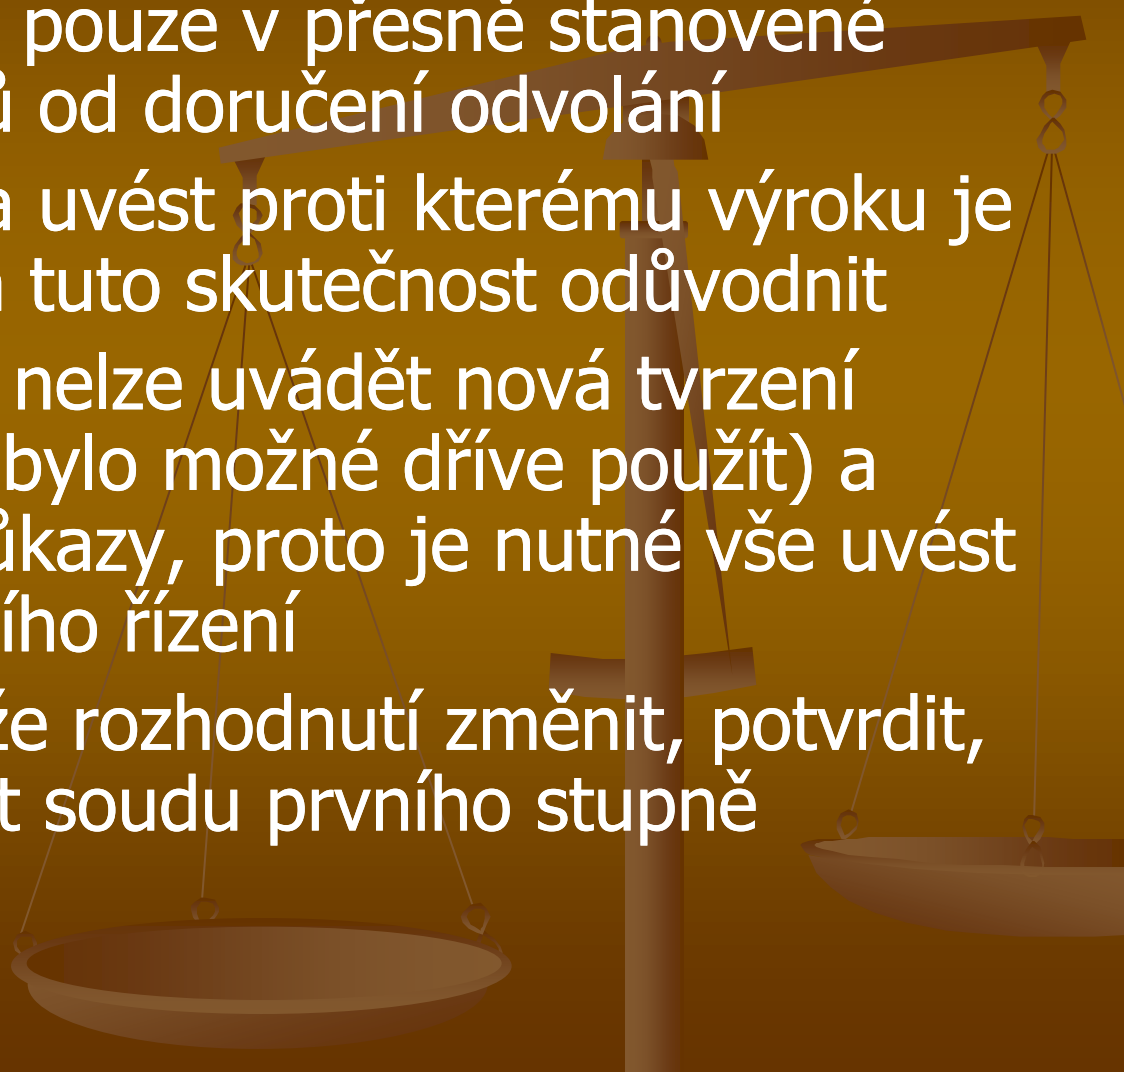 pouze v přesně stanovené
od doručení odvolání
uvést proti kterému výroku je
tuto skutečnost odůvodnit
nelze uvádět nová tvrzení
bylo možné dříve použít) a
ůkazy, proto je nutné vše uvést
ího řízení
že rozhodnutí změnit, potvrdit,
t soudu prvního stupně